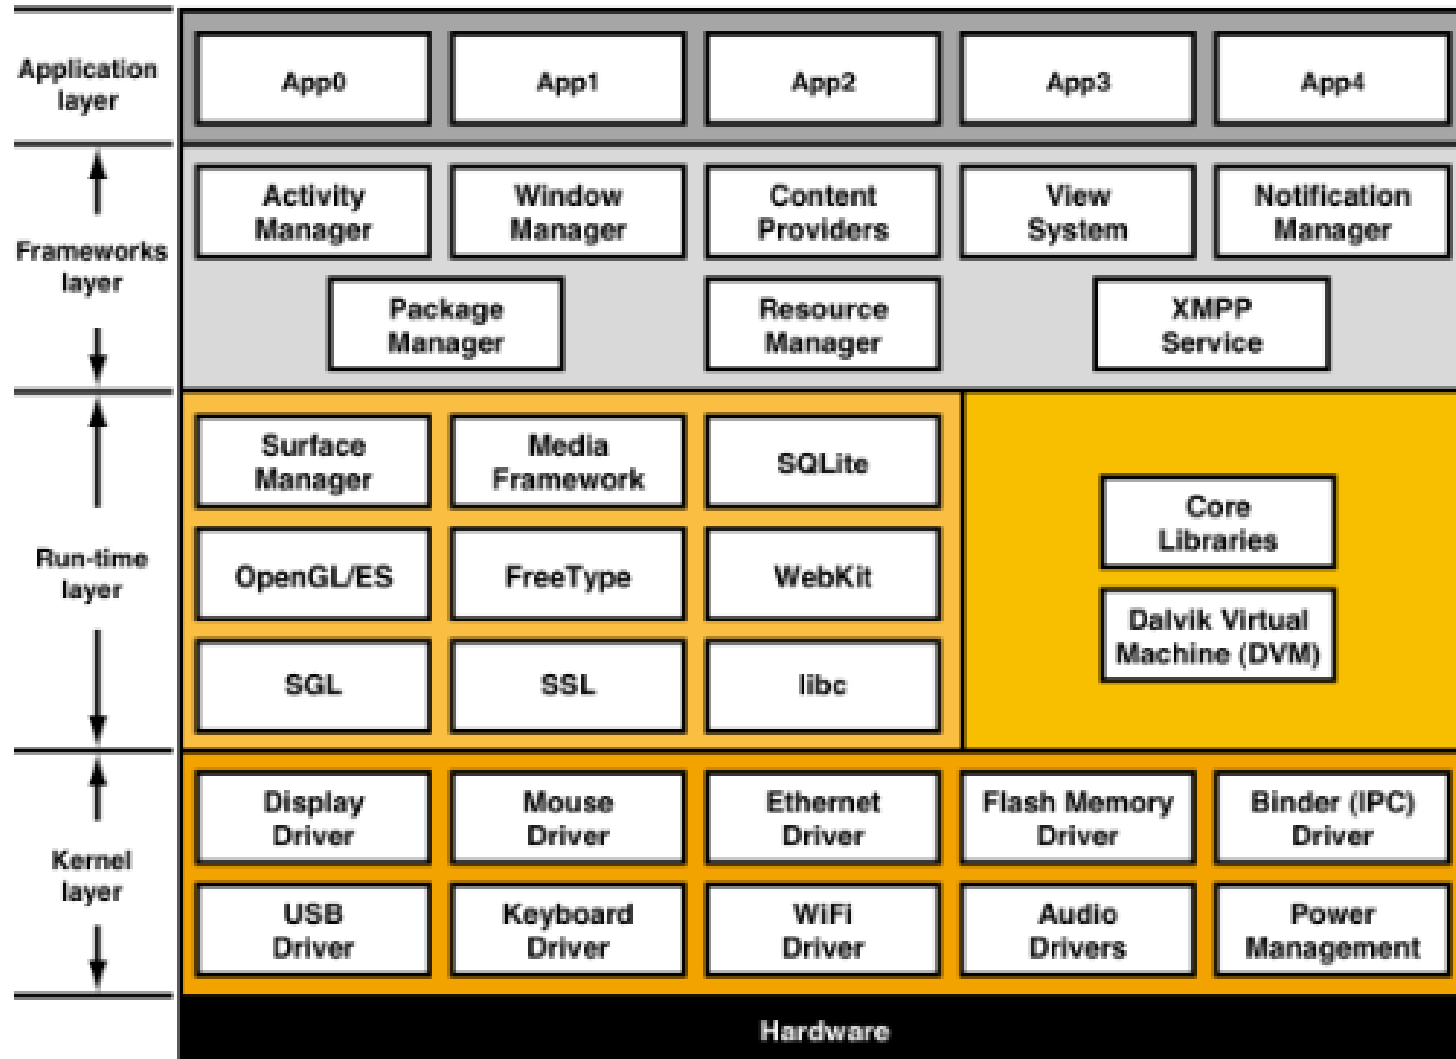 Application
layer
App0
App1
App2
App3
App4
Frameworks
layer
Activity
Manager
Window
Manager
Content
Providers
View
System
Notification
Manager
Package
Manager
Resource
Manager
XMPP
Service
Run-time
layer
Surface
Manager
Media
Framework
SQLite
OpenGL/ES
FreeType
WebKit
SGL
SSL
libc
Core
Libraries
Dalvik Virtual
Machine (DVM)
Kernel
layer
Display
Driver
Mouse
Driver
Ethernet
Driver
Flash Memory
Driver
Binder (IPC)
Driver
USB
Driver
Keyboard
Driver
WiFi
Driver
Audio
Drivers
Power
Management
Hardware